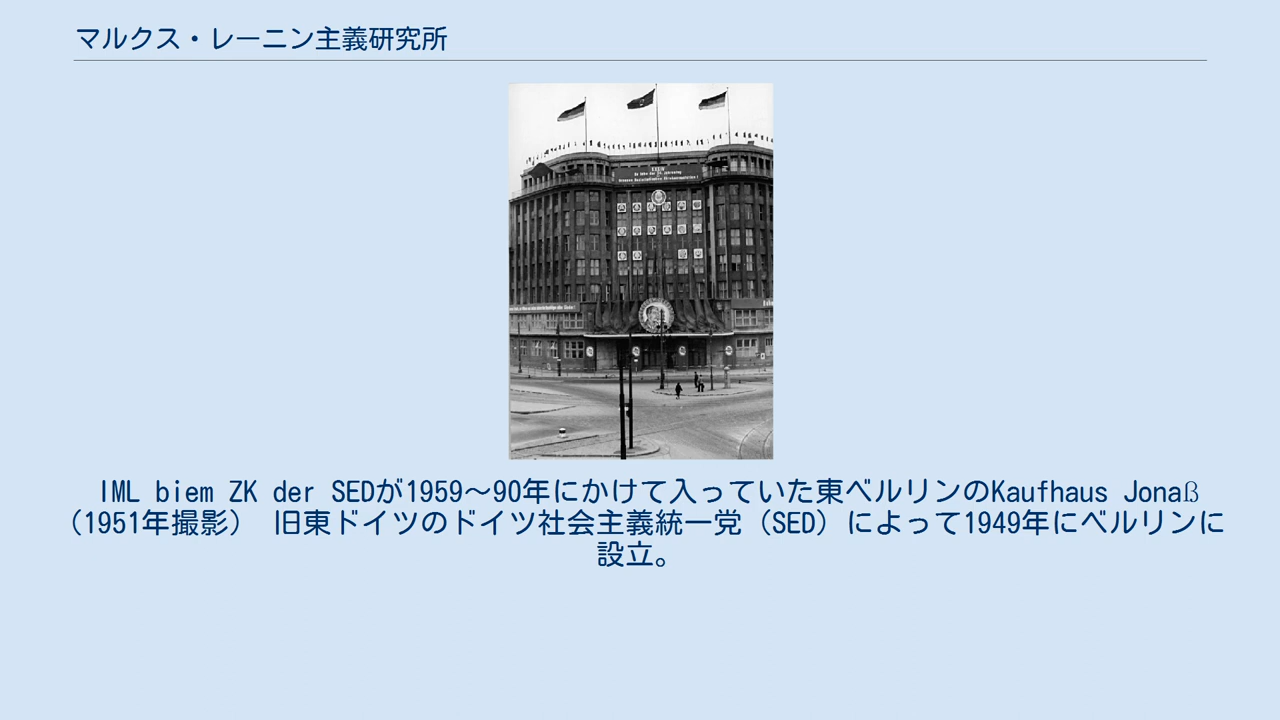 マルクス・レーニン主義研究所
IML biem ZK der SEDが1959～90年にかけて入っていた東ベルリンのKaufhaus Jonaß
（1951年撮影）　旧東ドイツのドイツ社会主義統一党（SED）によって1949年にベルリンに
設立。